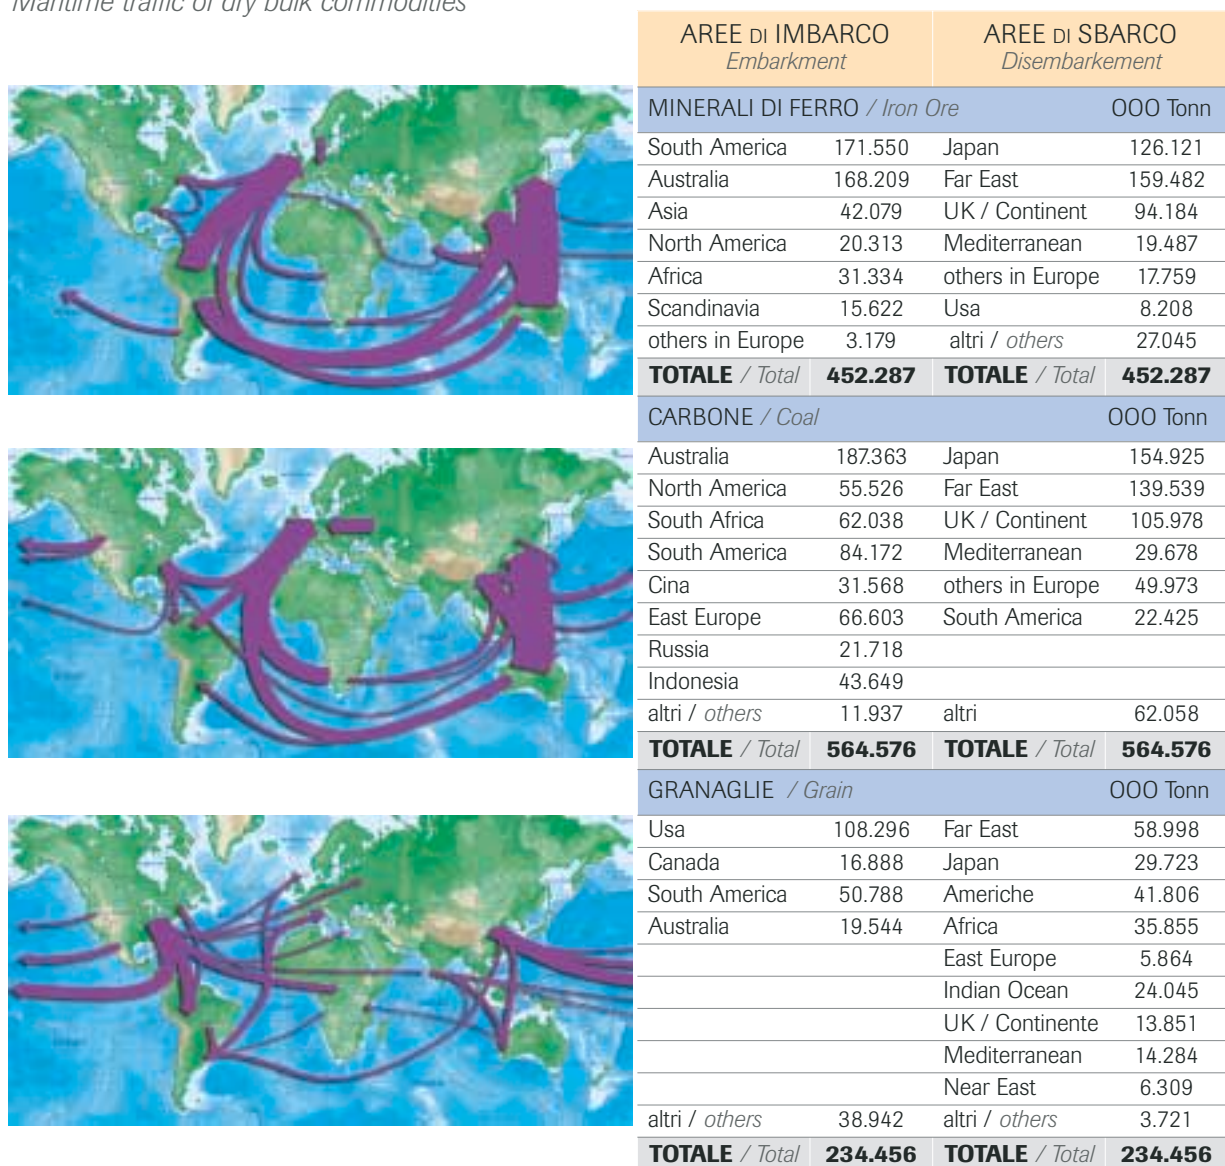 Maritime traffic of dry bulk commodities
AREE DI IMBARCO AREE DI SBARCO
Embarkment Disembarkement
MINERALI DI FERRO / Iron Ore 000 Tonn
South America 171.550 Japan 126.121
Australia 168.209 Far East 159.482
Asia 42.079 UK / Continent 94.184
North America 20.313 Mediterranean 19.487
Africa 31.334 others in Europe 17.759
Scandinavia 15.622 Usa 8.208
others in Europe 3.179 altri / others 27.045
TOTALE / Total 452.287 TOTALE / Total 452.287
CARBONE / Coal 000 Tonn
Australia 187.363 Japan 154.925
North America 55.526 Far East 139.539
South Africa 62.038 UK / Continent 105.978
South America 84.172 Mediterranean 29.678
Cina 31.568 others in Europe 49.973
East Europe 66.603 South America 22.425
Russia 21.718
Indonesia 43.649
altri / others 11.937 altri 62.058
TOTALE / Total 564.576 TOTALE / Total 564.576
GRANAGLIE / Grain 000 Tonn
Usa 108.296 Far East 58.998
Canada 16.888 Japan 29.723
South America 50.788 Americhe 41.806
Australia 19.544 Africa 35.855
East Europe 5.864
Indian Ocean 24.045
UK / Continente 13.851
Mediterranean 14.284
Near East 6.309
altri / others 38.942 altri / others 3.721
TOTALE / Total 234.456 TOTALE / Total 234.456